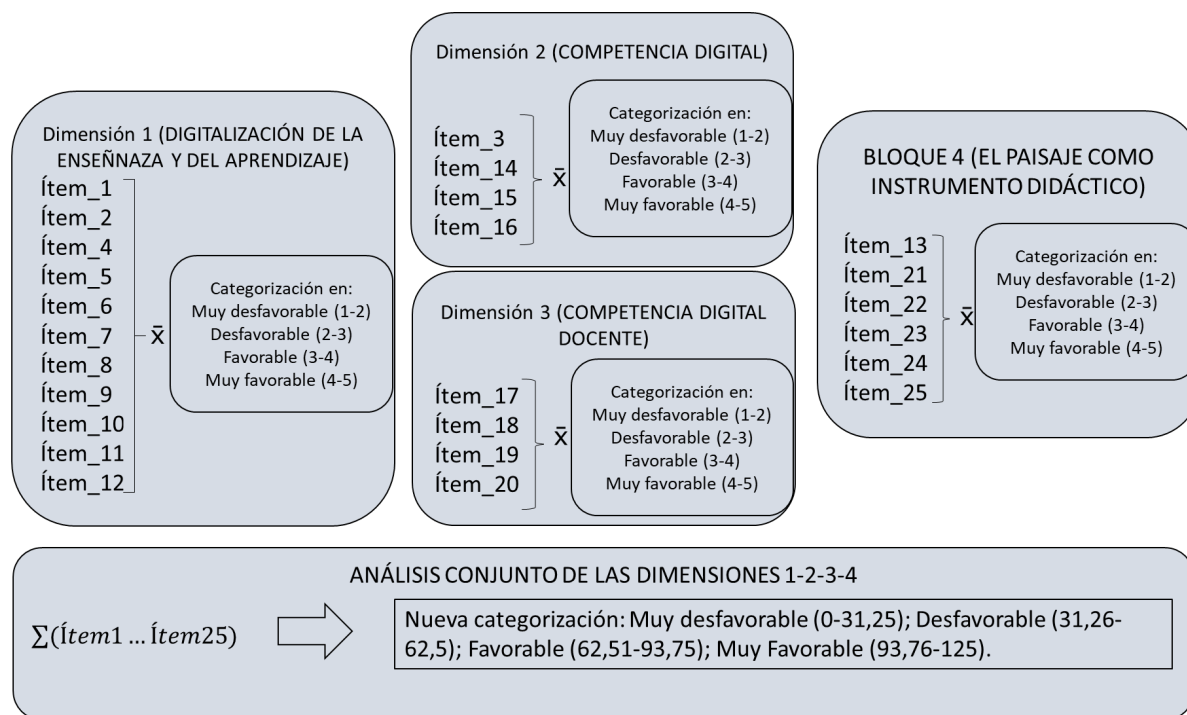 Dimensión 1 (DIGITALIZACIÓN DE LA
ENSEÑNAZA Y DEL APRENDIZAJE)
Ítem_1
Ítem_2
Ítem_4
Ítem_5
Ítem_6
Ítem_7
Ítem_8
Ítem_9
Ítem_10
Ítem_11
Ítem_12
x̄
Categorización en:
Muy desfavorable (1-2)
Desfavorable (2-3)
Favorable (3-4)
Muy favorable (4-5)
Dimensión 2 (COMPETENCIA DIGITAL)
Ítem_3
Ítem_14
Ítem_15
Ítem_16
x̄
Categorización en:
Muy desfavorable (1-2)
Desfavorable (2-3)
Favorable (3-4)
Muy favorable (4-5)
Dimensión 3 (COMPETENCIA DIGITAL
DOCENTE)
Ítem_17
Ítem_18
Ítem_19
Ítem_20
x̄
Categorización en:
Muy desfavorable (1-2)
Desfavorable (2-3)
Favorable (3-4)
Muy favorable (4-5)
BLOQUE 4 (EL PAISAJE COMO
INSTRUMENTO DIDÁCTICO)
Ítem_13
Ítem_21
Ítem_22
Ítem_23
Ítem_24
Ítem_25
x̄
Categorización en:
Muy desfavorable (1-2)
Desfavorable (2-3)
Favorable (3-4)
Muy favorable (4-5)
ANÁLISIS CONJUNTO DE LAS DIMENSIONES 1-2-3-4
∑(Ítem1 … Ítem25)
Nueva categorización: Muy desfavorable (0-31,25); Desfavorable (31,26-
62,5); Favorable (62,51-93,75); Muy Favorable (93,76-125).